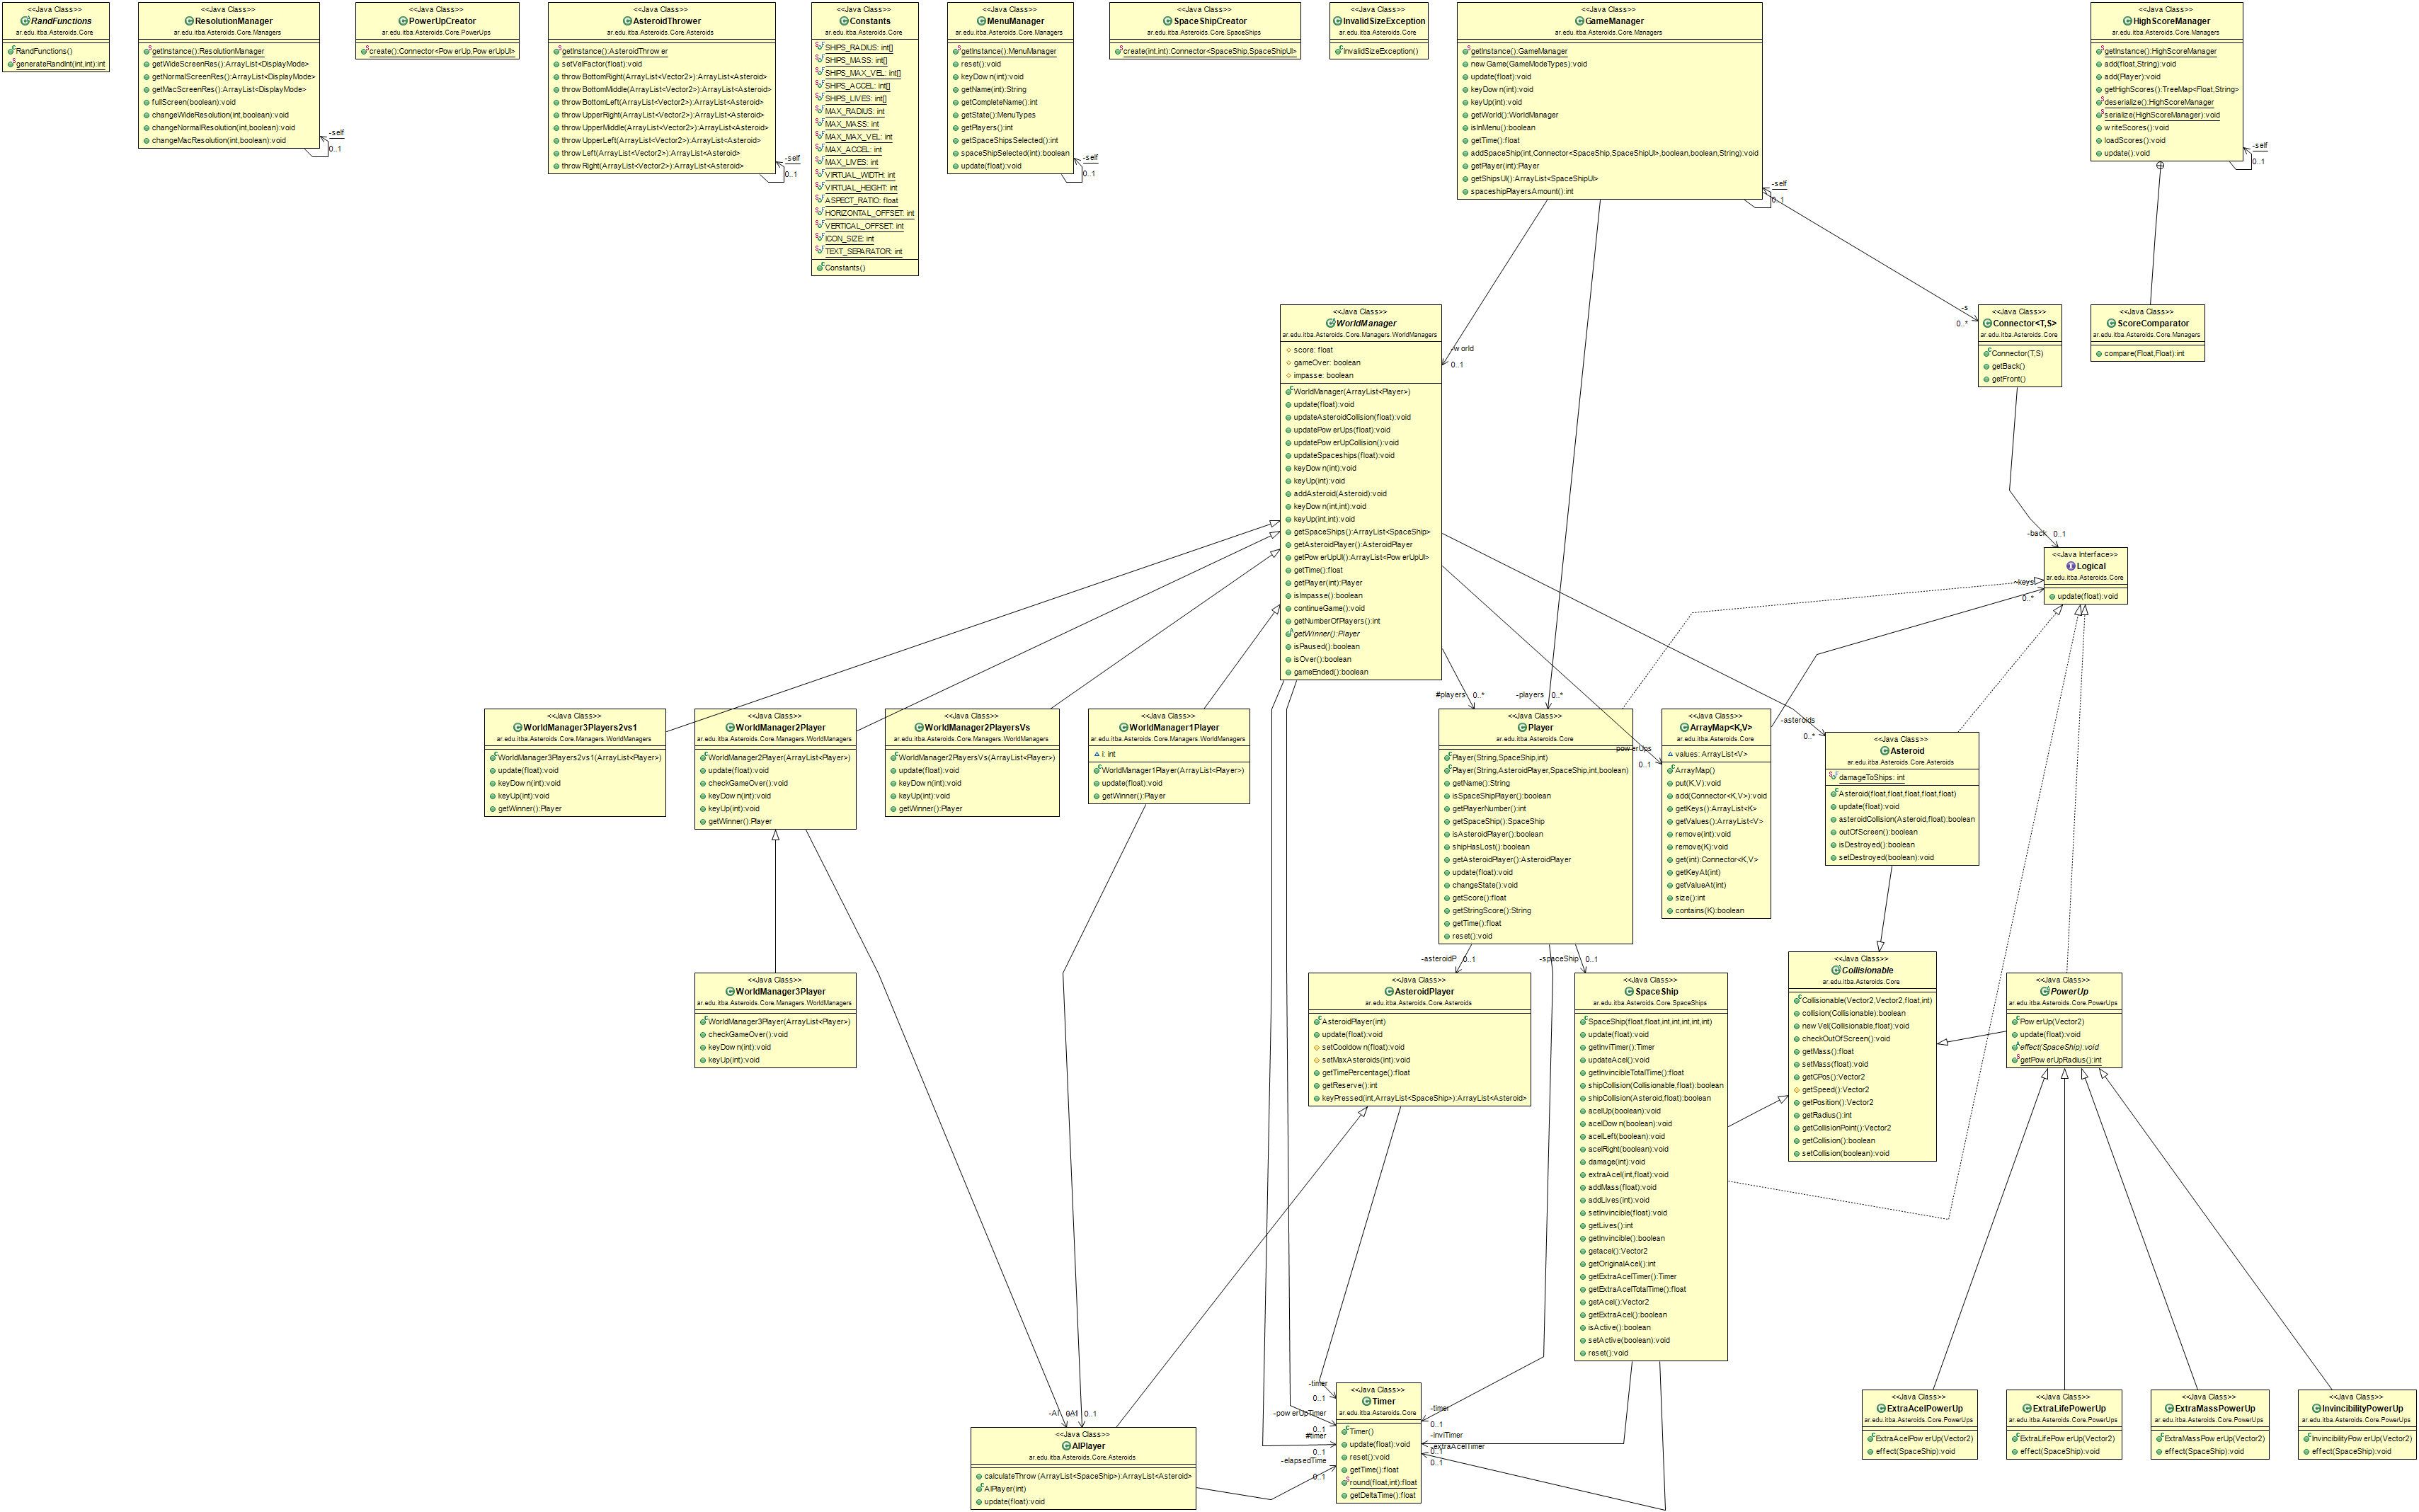 <<Java Class>>
RandFunctions
ar.edu.itba.Asteroids.Core
RandFunctions()
generateRandInt(int,int):int
<<Java Class>>
ResolutionManager
ar.edu.itba.Asteroids.Core.Managers
getInstance():ResolutionManager
getWideScreenRes():ArrayList<DisplayMode>
getNormalScreenRes():ArrayList<DisplayMode>
getMacScreenRes():ArrayList<DisplayMode>
fullScreen(boolean):void
changeWideResolution(int,boolean):void
changeNormalResolution(int,boolean):void
changeMacResolution(int,boolean):void
-self
0..1
<<Java Class>>
PowerUpCreator
ar.edu.itba.Asteroids.Core.PowerUps
create():Connector<PowerUp,PowerUpUI>
<<Java Class>>
AsteroidThrower
ar.edu.itba.Asteroids.Core.Asteroids
getInstance():AsteroidThrower
setVelFactor(float):void
throwBottomRight(ArrayList<Vector2>):ArrayList<Asteroid>
throwBottomMiddle(ArrayList<Vector2>):ArrayList<Asteroid>
throwBottomLeft(ArrayList<Vector2>):ArrayList<Asteroid>
throwUpperRight(ArrayList<Vector2>):ArrayList<Asteroid>
throwUpperMiddle(ArrayList<Vector2>):ArrayList<Asteroid>
throwUpperLeft(ArrayList<Vector2>):ArrayList<Asteroid>
throwLeft(ArrayList<Vector2>):ArrayList<Asteroid>
throwRight(ArrayList<Vector2>):ArrayList<Asteroid>
-self
0..1
<<Java Class>>
Constants
ar.edu.itba.Asteroids.Core
SHIPS_RADIUS: int[]
SHIPS_MASS: int[]
SHIPS_MAX_VEL: int[]
SHIPS_ACCEL: int[]
SHIPS_LIVES: int[]
MAX_RADIUS: int
MAX_MASS: int
MAX_MAX_VEL: int
MAX_ACCEL: int
MAX_LIVES: int
VIRTUAL_WIDTH: int
VIRTUAL_HEIGHT: int
ASPECT_RATIO: float
HORIZONTAL_OFFSET: int
VERTICAL_OFFSET: int
ICON_SIZE: int
TEXT_SEPARATOR: int
Constants()
<<Java Class>>
MenuManager
ar.edu.itba.Asteroids.Core.Managers
getInstance():MenuManager
reset():void
keyDown(int):void
getName(int):String
getCompleteName():int
getState():MenuTypes
getPlayers():int
getSpaceShipsSelected():int
spaceShipSelected(int):boolean
update(float):void
-self
0..1
<<Java Class>>
SpaceShipCreator
ar.edu.itba.Asteroids.Core.SpaceShips
create(int,int):Connector<SpaceShip,SpaceShipUI>
<<Java Class>>
InvalidSizeException
ar.edu.itba.Asteroids.Core
InvalidSizeException()
<<Java Class>>
GameManager
ar.edu.itba.Asteroids.Core.Managers
getInstance():GameManager
newGame(GameModeTypes):void
update(float):void
keyDown(int):void
keyUp(int):void
getWorld():WorldManager
isInMenu():boolean
getTime():float
addSpaceShip(int,Connector<SpaceShip,SpaceShipUI>,boolean,boolean,String):void
getPlayer(int):Player
getShipsUI():ArrayList<SpaceShipUI>
spaceshipPlayersAmount():int
-self
0..1
<<Java Class>>
HighScoreManager
ar.edu.itba.Asteroids.Core.Managers
getInstance():HighScoreManager
add(float,String):void
add(Player):void
getHighScores():TreeMap<Float,String>
deserialize():HighScoreManager
serialize(HighScoreManager):void
writeScores():void
loadScores():void
update():void
-self
0..1
<<Java Class>>
WorldManager
ar.edu.itba.Asteroids.Core.Managers.WorldManagers
score: float
gameOver: boolean
impasse: boolean
WorldManager(ArrayList<Player>)
update(float):void
updateAsteroidCollision(float):void
updatePowerUps(float):void
updatePowerUpCollision():void
updateSpaceships(float):void
keyDown(int):void
keyUp(int):void
addAsteroid(Asteroid):void
keyDown(int,int):void
keyUp(int,int):void
getSpaceShips():ArrayList<SpaceShip>
getAsteroidPlayer():AsteroidPlayer
getPowerUpUI():ArrayList<PowerUpUI>
getTime():float
getPlayer(int):Player
isImpasse():boolean
continueGame():void
getNumberOfPlayers():int
getWinner():Player
isPaused():boolean
isOver():boolean
gameEnded():boolean
-world
0..1
-s
0..*
<<Java Class>>
Connector<T,S>
ar.edu.itba.Asteroids.Core
Connector(T,S)
getBack()
getFront()
<<Java Class>>
ScoreComparator
ar.edu.itba.Asteroids.Core.Managers
compare(Float,Float):int
-back 0..1
<<Java Interface>>
Logical
ar.edu.itba.Asteroids.Core
update(float):void
~keys
0..*
<<Java Class>>
WorldManager3Players2vs1
ar.edu.itba.Asteroids.Core.Managers.WorldManagers
WorldManager3Players2vs1(ArrayList<Player>)
update(float):void
keyDown(int):void
keyUp(int):void
getWinner():Player
<<Java Class>>
WorldManager2Player
ar.edu.itba.Asteroids.Core.Managers.WorldManagers
WorldManager2Player(ArrayList<Player>)
update(float):void
checkGameOver():void
keyDown(int):void
keyUp(int):void
getWinner():Player
<<Java Class>>
WorldManager2PlayersVs
ar.edu.itba.Asteroids.Core.Managers.WorldManagers
WorldManager2PlayersVs(ArrayList<Player>)
update(float):void
keyDown(int):void
keyUp(int):void
getWinner():Player
<<Java Class>>
WorldManager1Player
ar.edu.itba.Asteroids.Core.Managers.WorldManagers
i: int
WorldManager1Player(ArrayList<Player>)
update(float):void
getWinner():Player
#players 0..*
-players 0..*
<<Java Class>>
Player
ar.edu.itba.Asteroids.Core
Player(String,SpaceShip,int)
Player(String,AsteroidPlayer,SpaceShip,int,boolean)
getName():String
isSpaceShipPlayer():boolean
getPlayerNumber():int
getSpaceShip():SpaceShip
isAsteroidPlayer():boolean
shipHasLost():boolean
getAsteroidPlayer():AsteroidPlayer
update(float):void
changeState():void
getScore():float
getStringScore():String
getTime():float
reset():void
powerUps
0..1
<<Java Class>>
ArrayMap<K,V>
ar.edu.itba.Asteroids.Core
values: ArrayList<V>
ArrayMap()
put(K,V):void
add(Connector<K,V>):void
getKeys():ArrayList<K>
getValues():ArrayList<V>
remove(int):void
remove(K):void
get(int):Connector<K,V>
getKeyAt(int)
getValueAt(int)
size():int
contains(K):boolean
-asteroids
0..*
<<Java Class>>
Asteroid
ar.edu.itba.Asteroids.Core.Asteroids
damageToShips: int
Asteroid(float,float,float,float,float)
update(float):void
asteroidCollision(Asteroid,float):boolean
outOfScreen():boolean
isDestroyed():boolean
setDestroyed(boolean):void
<<Java Class>>
WorldManager3Player
ar.edu.itba.Asteroids.Core.Managers.WorldManagers
WorldManager3Player(ArrayList<Player>)
checkGameOver():void
keyDown(int):void
keyUp(int):void
-asteroidP 0..1
<<Java Class>>
AsteroidPlayer
ar.edu.itba.Asteroids.Core.Asteroids
AsteroidPlayer(int)
update(float):void
setCooldown(float):void
setMaxAsteroids(int):void
getTimePercentage():float
getReserve():int
keyPressed(int,ArrayList<SpaceShip>):ArrayList<Asteroid>
-spaceShip 0..1
<<Java Class>>
SpaceShip
ar.edu.itba.Asteroids.Core.SpaceShips
SpaceShip(float,float,int,int,int,int,int)
update(float):void
getInviTimer():Timer
updateAcel():void
getInvincibleTotalTime():float
shipCollision(Collisionable,float):boolean
shipCollision(Asteroid,float):boolean
acelUp(boolean):void
acelDown(boolean):void
acelLeft(boolean):void
acelRight(boolean):void
damage(int):void
extraAcel(int,float):void
addMass(float):void
addLives(int):void
setInvincible(float):void
getLives():int
getInvincible():boolean
getacel():Vector2
getOriginalAcel():int
getExtraAcelTimer():Timer
getExtraAcelTotalTime():float
getAcel():Vector2
getExtraAcel():boolean
isActive():boolean
setActive(boolean):void
reset():void
<<Java Class>>
Collisionable
ar.edu.itba.Asteroids.Core
Collisionable(Vector2,Vector2,float,int)
collision(Collisionable):boolean
newVel(Collisionable,float):void
checkOutOfScreen():void
getMass():float
setMass(float):void
getCPos():Vector2
getSpeed():Vector2
getPosition():Vector2
getRadius():int
getCollisionPoint():Vector2
getCollision():boolean
setCollision(boolean):void
<<Java Class>>
PowerUp
ar.edu.itba.Asteroids.Core.PowerUps
PowerUp(Vector2)
update(float):void
effect(SpaceShip):void
getPowerUpRadius():int
-AI 0..1
0..1
<<Java Class>>
AIPlayer
ar.edu.itba.Asteroids.Core.Asteroids
calculateThrow(ArrayList<SpaceShip>):ArrayList<Asteroid>
AIPlayer(int)
update(float):void
-timer
0..1
-powerUpTimer
0..1
#timer
0..1
-elapsedTime
0..1
<<Java Class>>
Timer
ar.edu.itba.Asteroids.Core
Timer()
update(float):void
reset():void
getTime():float
round(float,int):float
getDeltaTime():float
-timer
0..1
-inviTimer
0..1
-extraAcelTimer
0..1
<<Java Class>>
ExtraAcelPowerUp
ar.edu.itba.Asteroids.Core.PowerUps
ExtraAcelPowerUp(Vector2)
effect(SpaceShip):void
<<Java Class>>
ExtraLifePowerUp
ar.edu.itba.Asteroids.Core.PowerUps
ExtraLifePowerUp(Vector2)
effect(SpaceShip):void
<<Java Class>>
ExtraMassPowerUp
ar.edu.itba.Asteroids.Core.PowerUps
ExtraMassPowerUp(Vector2)
effect(SpaceShip):void
<<Java Class>>
InvincibilityPowerUp
ar.edu.itba.Asteroids.Core.PowerUps
InvincibilityPowerUp(Vector2)
effect(SpaceShip):void